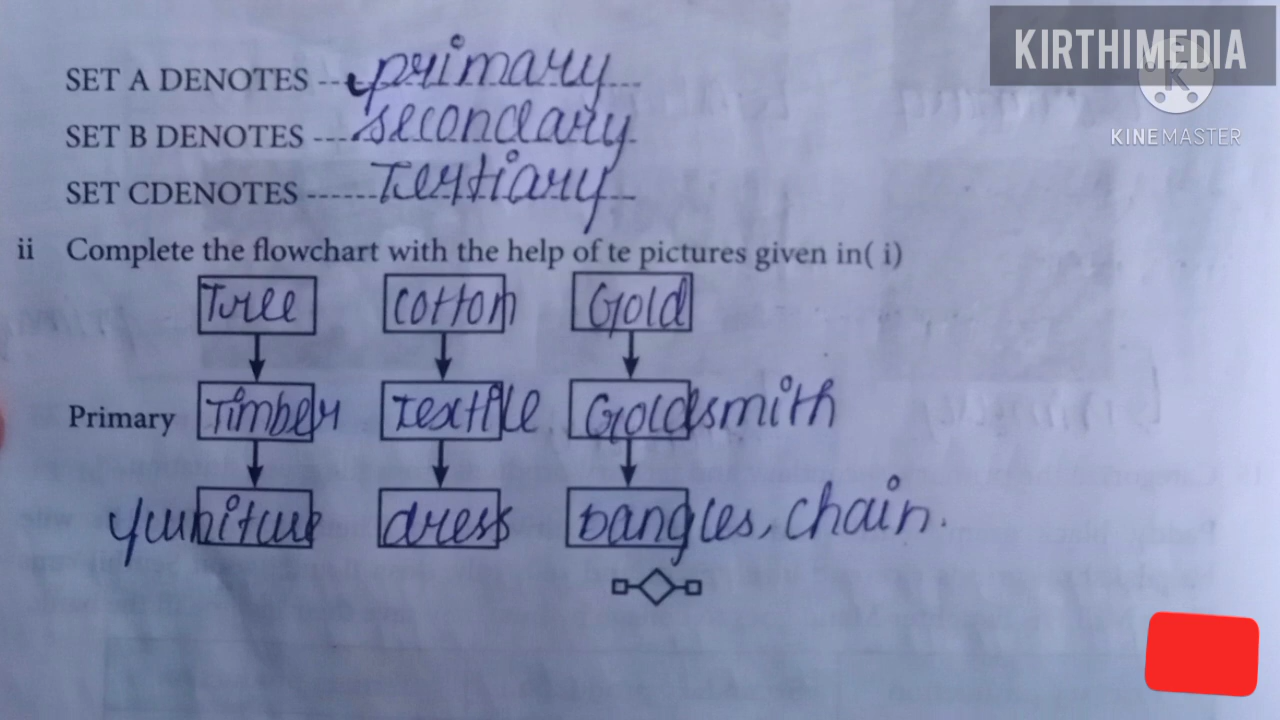 KIRTHIMEDIA
K
KINEMASTER
SET A DENOTES ---primary---
SET B DENOTES ----secondary-
SET CDENOTES ------Tertiary--
ii Complete the flowchart with the help of te pictures given in( i)
Tree cotton Gold
Primary Timber Textile Goldsmith
furniture dress bangles, chain.